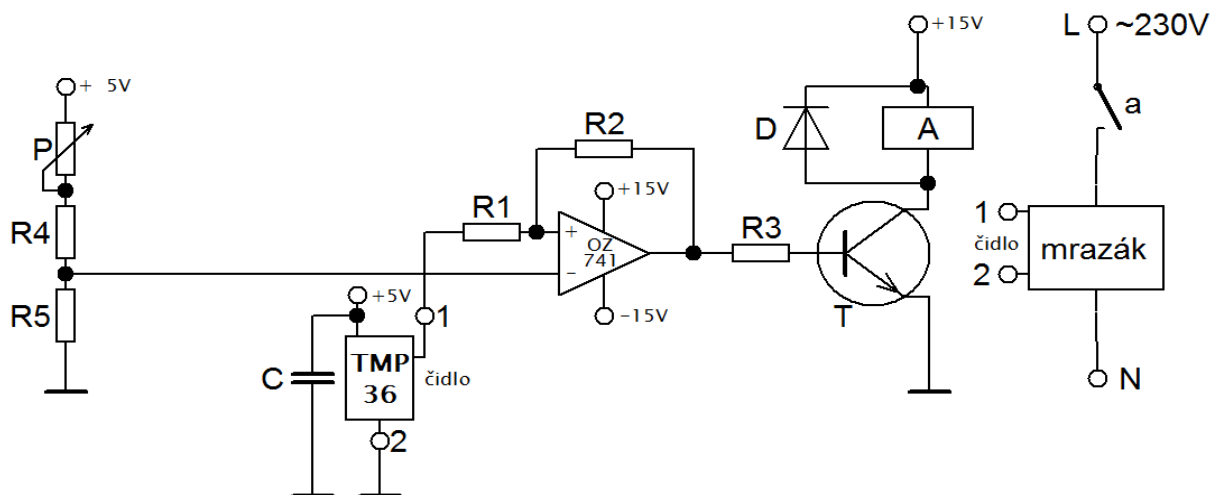 + 5V
P
R4
R5
R1
R2
+
−
OZ
741
+15V
-15V
+5V
TMP
36
C
čidlo
1
2
R3
T
D
A
+15V
L ~230V
a
1
čidlo
2
mrazák
N